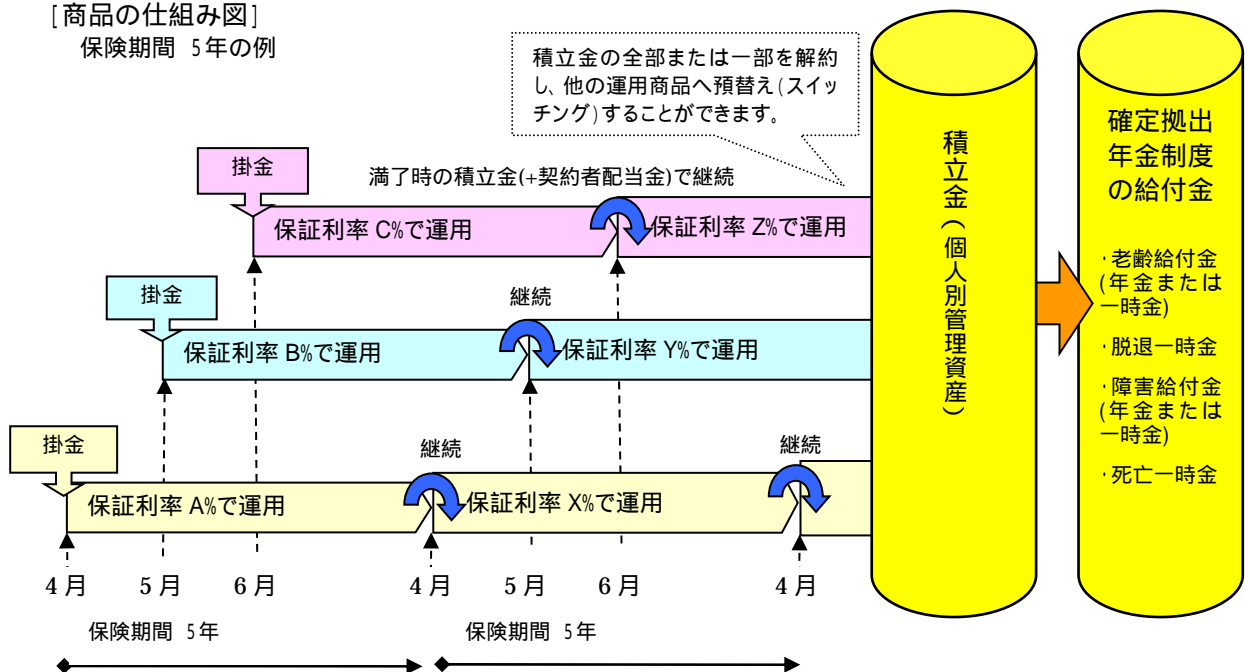 [商品の仕組み図]
保険期間 5年の例
積立金の全部または一部を解約
し、他の運用商品へ預替え(スイッ
チング)することができます。
掛金
満了時の積立金(+契約者配当金)で継続
保証利率 C%で運用
保証利率 Z%で運用
掛金
継続
保証利率 B%で運用
保証利率 Y%で運用
掛金
継続
継続
保証利率 A%で運用
保証利率 X%で運用
4月
5月
6月
4月
5月
6月
4月
保険期間 5年
保険期間 5年
積立金(個人別管理資産)
確定拠出
年金制度
の給付金
・老齢給付金
(年金または
一時金)
・脱退一時金
・障害給付金
(年金または
一時金)
・死亡一時金